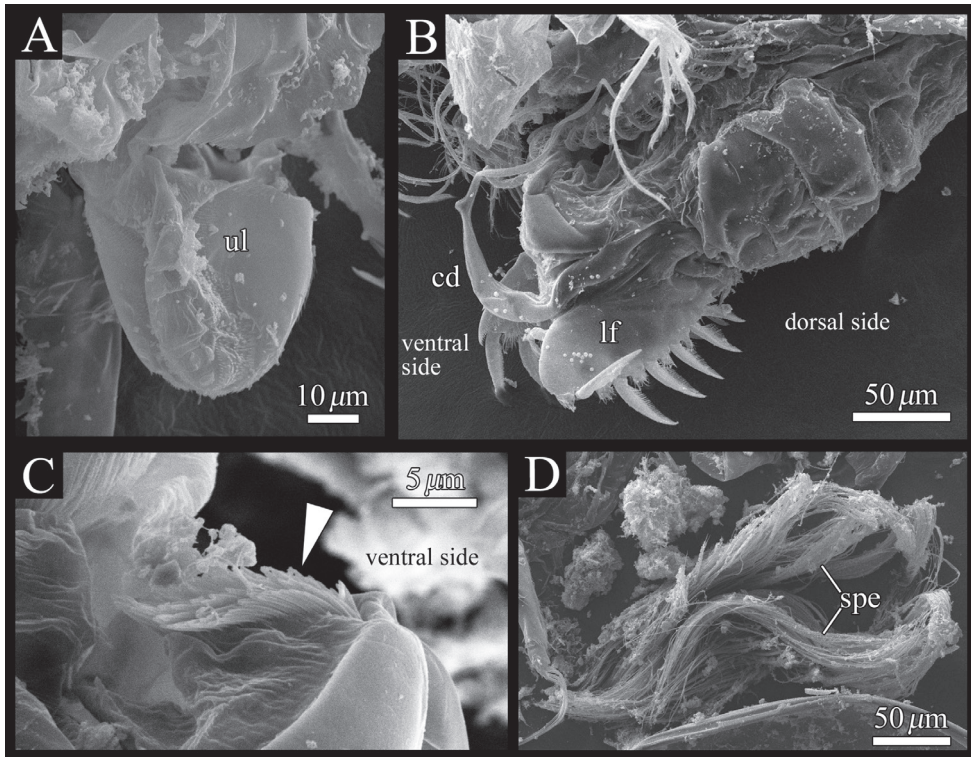 A
ul
10 µm
B
cd
ventral
side
lf
dorsal side
50 µm
C
5 µm
ventral side
D
spe
50 µm